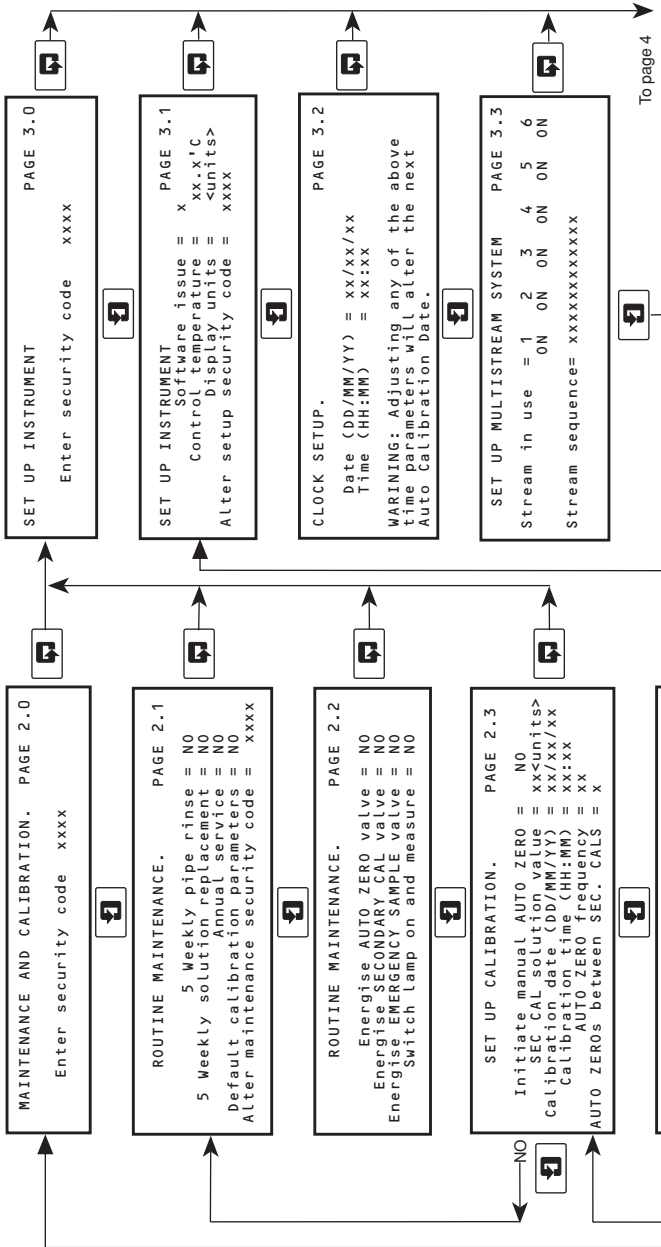 MAINTENANCE AND CALIBRATION. PAGE 2.0
Enter security code xxxx
ROUTINE MAINTENANCE. PAGE 2.1
5 Weekly pipe rinse = NO
5 Weekly solution replacement = NO
Annual service = NO
Default calibration parameters = NO
Alter maintenance security code = xxxx
ROUTINE MAINTENANCE. PAGE 2.2
Energise AUTO ZERO valve = NO
Energise SECONDARY CAL valve = NO
Energise EMERGENCY SAMPLE valve = NO
Switch lamp on and measure = NO
SET UP CALIBRATION. PAGE 2.3
Initiate manual AUTO ZERO = NO
SEC CAL solution value = xx<units>
Calibration date (DD/MM/YY) = xx/xx/xx
Calibration time (HH:MM) = xx:xx
AUTO ZERO frequency = xx
AUTO ZEROs between SEC. CALS = x
NO
SET UP INSTRUMENT PAGE 3.0
Enter security code xxxx
SET UP INSTRUMENT PAGE 3.1
Software issue = x
Control temperature = xx.x'C
Display units = <units>
Alter setup security code = xxxx
CLOCK SETUP. PAGE 3.2
Date (DD/MM/YY) = xx/xx/xx
Time (HH:MM) = xx:xx
WARINING: Adjusting any of the above
time parameters will alter the next
Auto Calibration Date.
SET UP MULTISTREAM SYSTEM PAGE 3.3
Stream in use = 1 2 3 4 5 6
ON ON ON ON ON ON
Stream sequence= xxxxxxxxxxxx
To page 4